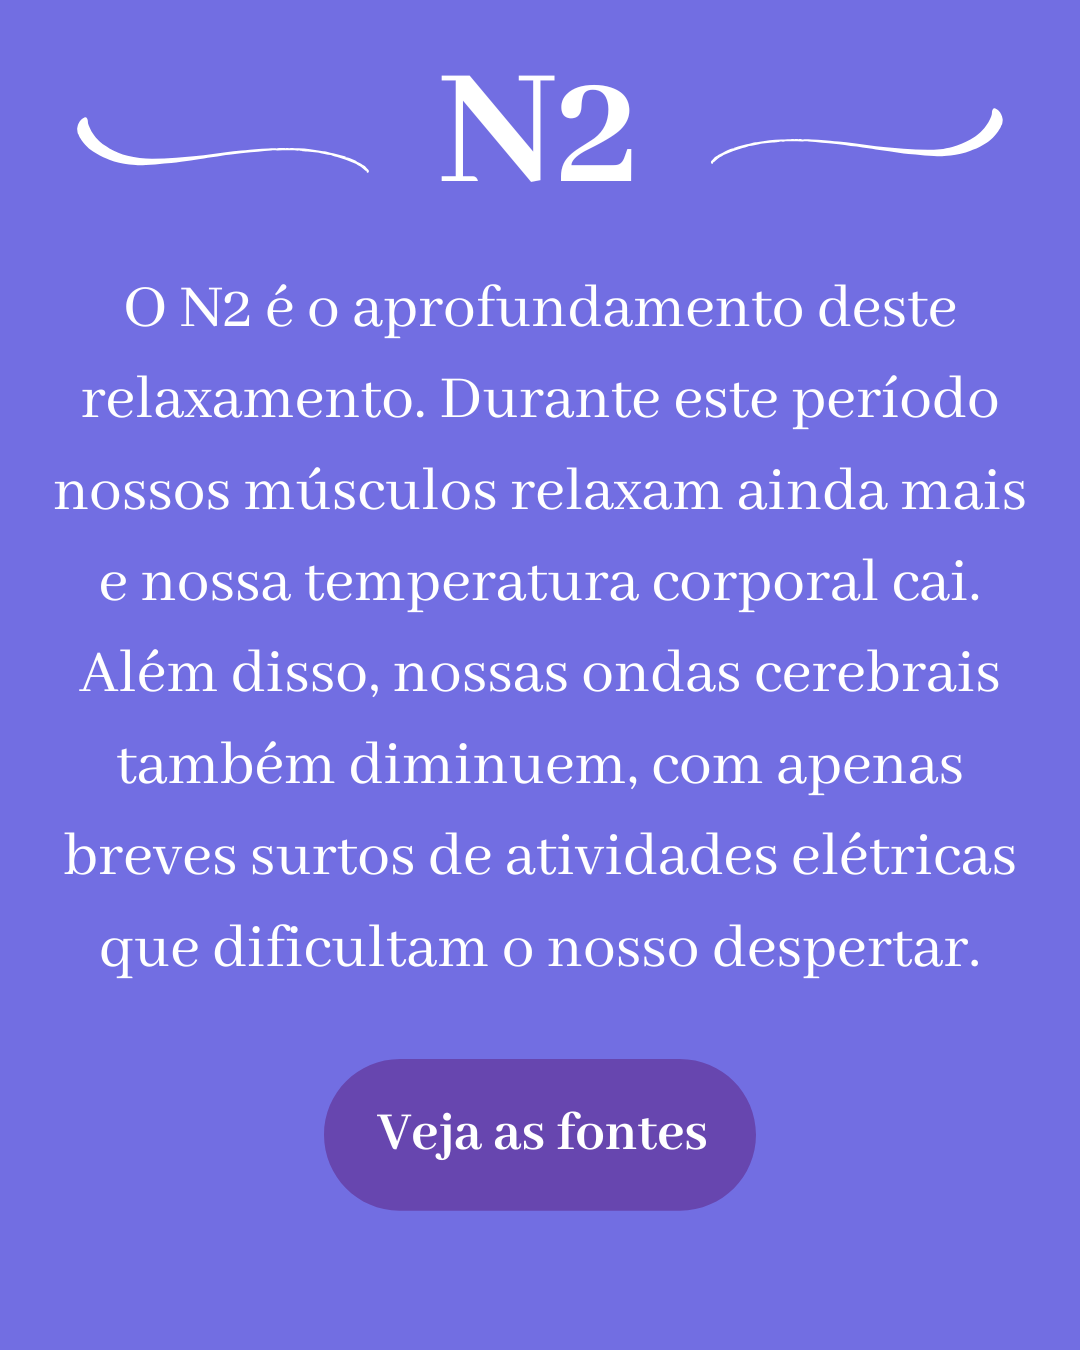 N2
O N2 é o aprofundamento deste
relaxamento. Durante este período
nossos músculos relaxam ainda mais
e nossa temperatura corporal cai.
Além disso, nossas ondas cerebrais
também diminuem, com apenas
breves surtos de atividades elétricas
que dificultam o nosso despertar.
Veja as fontes